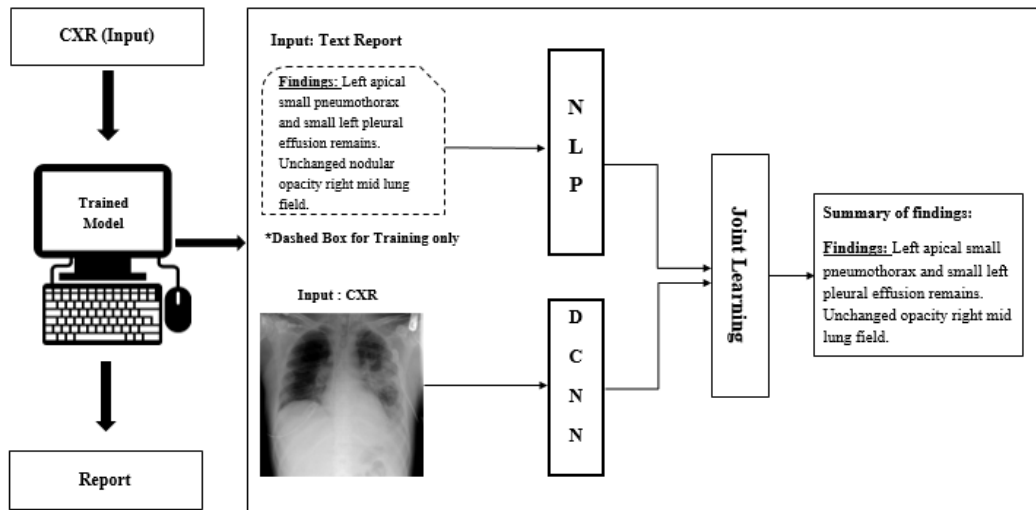 CXR (Input)
Trained
Model
Report
Input: Text Report
Findings: Left apical
small pneumothorax
and small left pleural
effusion remains.
Unchanged nodular
opacity right mid lung
field.
*Dashed Box for Training only
Input : CXR
N
L
P
D
C
N
N
Joint Learning
Summary of findings:
Findings: Left apical small
pneumothorax and small left
pleural effusion remains.
Unchanged opacity right mid
lung field.